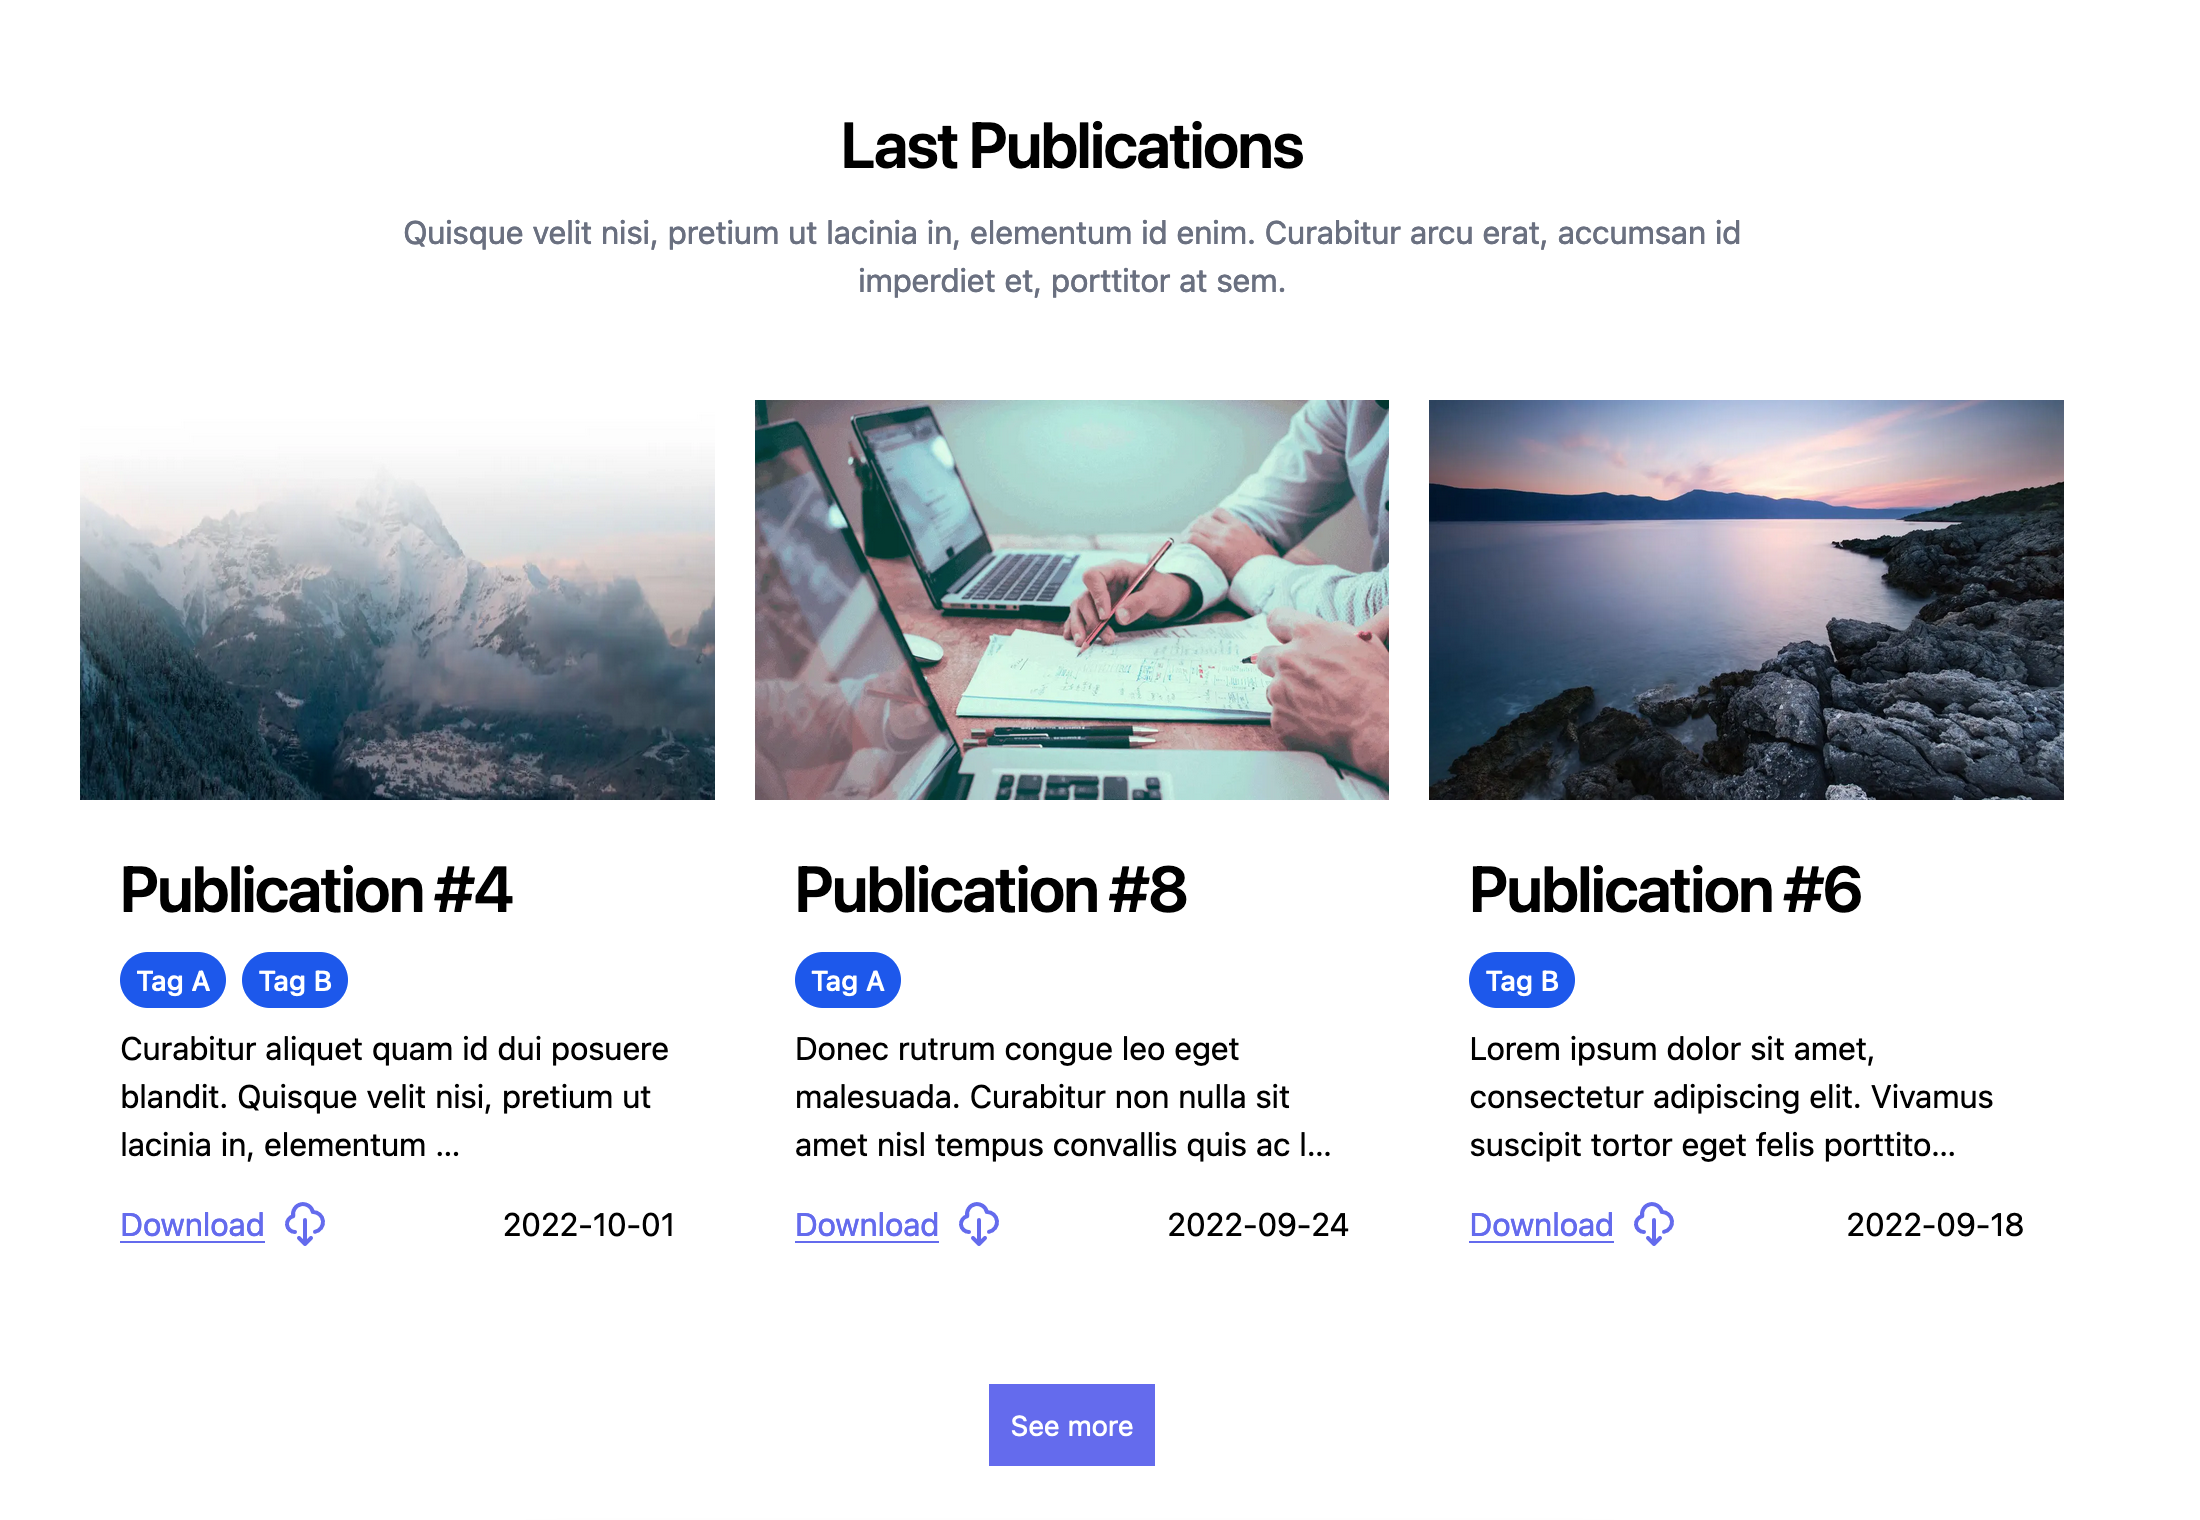 Last Publications
Quisque velit nisi, pretium ut lacinia in, elementum id enim. Curabitur arcu erat, accumsan id
imperdiet et, porttitor at sem.
Publication #4
Tag A Tag B
Curabitur aliquet quam id dui posuere
blandit. Quisque velit nisi, pretium ut
lacinia in, elementum ...
Download 2022-10-01
Publication #8
Tag A
Donec rutrum congue leo eget
malesuada. Curabitur non nulla sit
amet nisl tempus convallis quis ac l...
Download 2022-09-24
Publication #6
Tag B
Lorem ipsum dolor sit amet,
consectetur adipiscing elit. Vivamus
suscipit tortor eget felis porttito...
Download 2022-09-18
See more